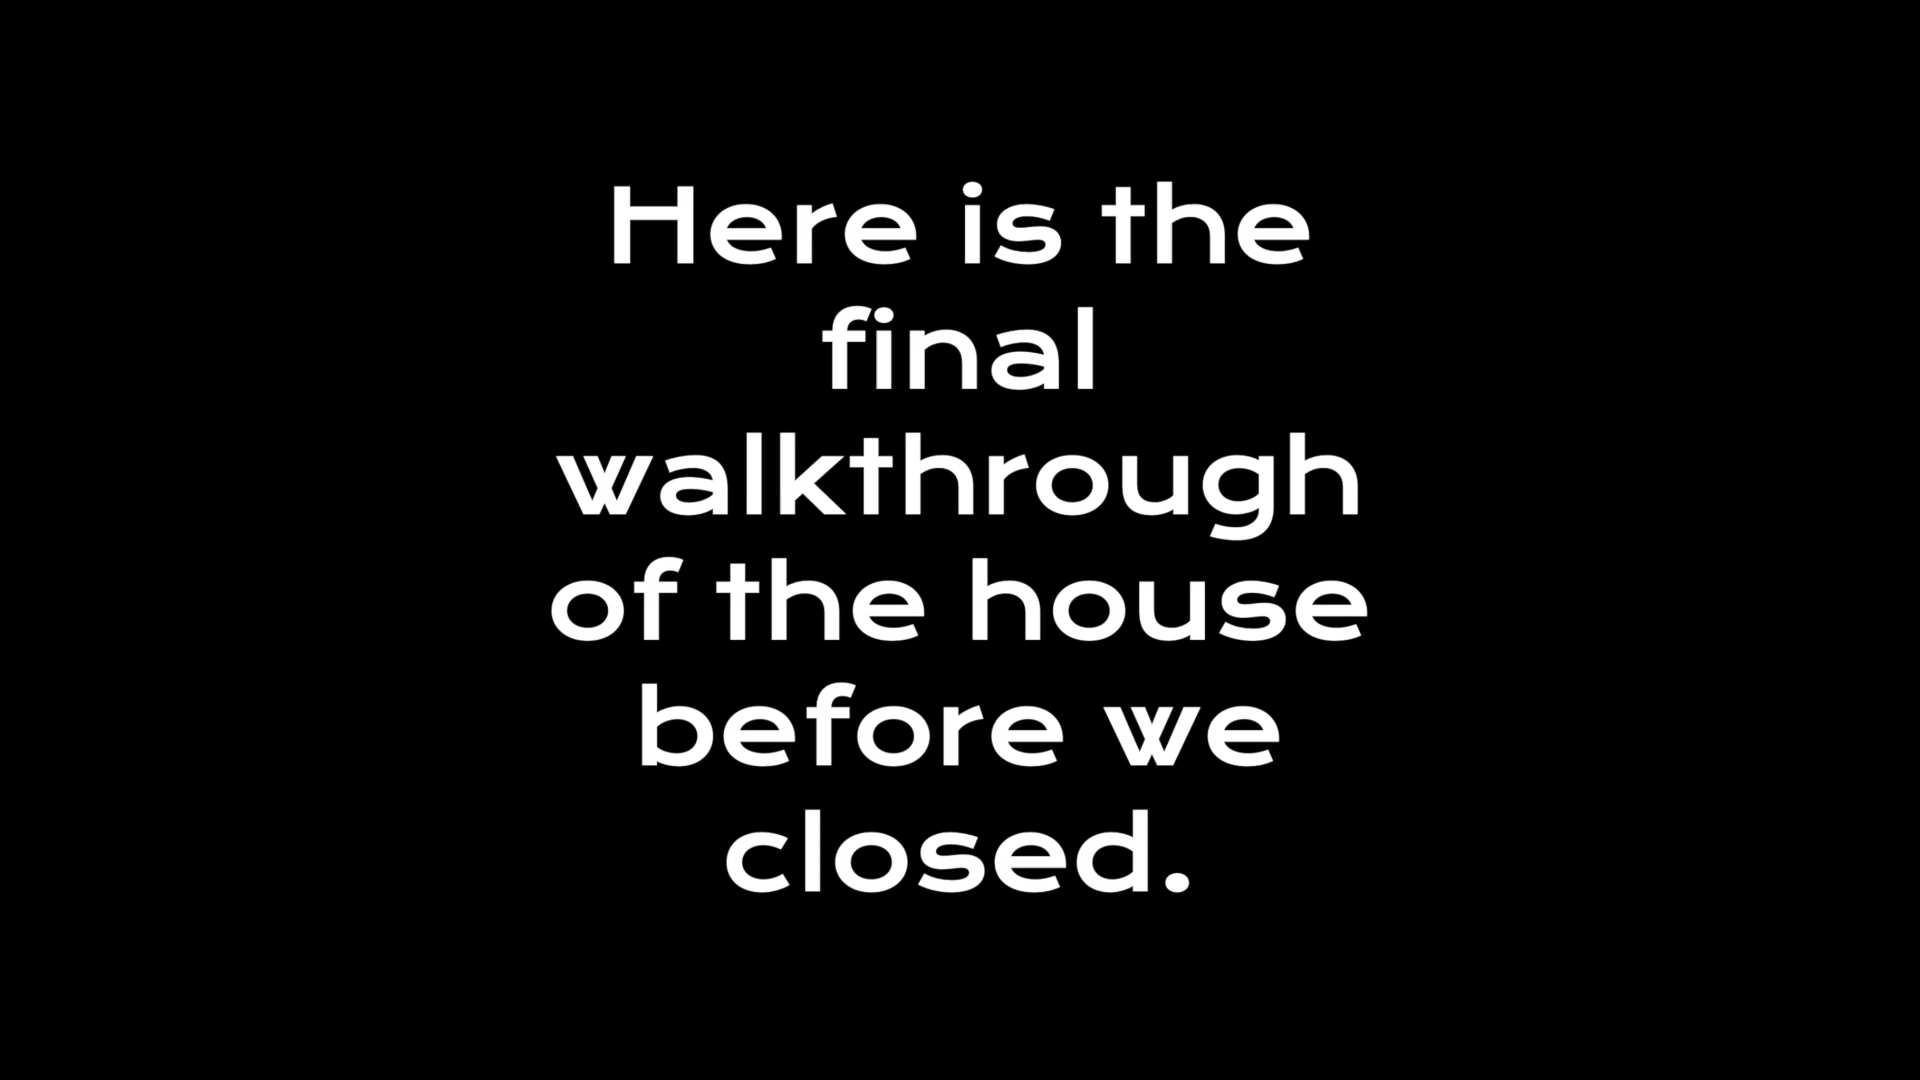 Here is the
final
walkthrough
of the house
before we
closed.